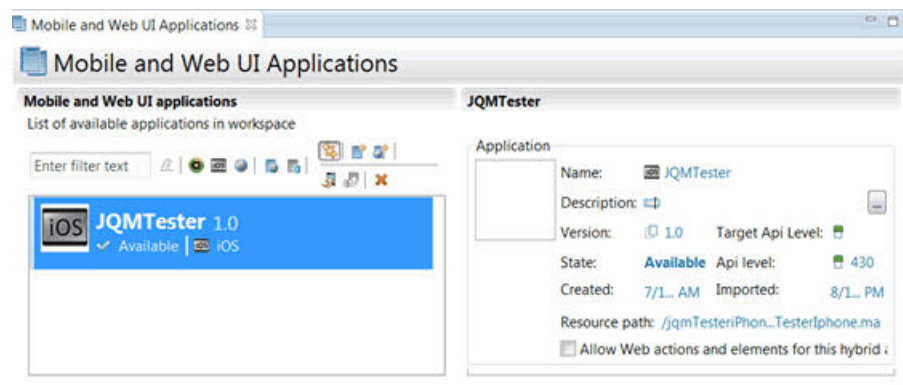 Mobile and Web UI Applications
Mobile and Web UI Applications
Mobile and Web UI applications
List of available applications in workspace
Enter filter text
iOS JQMTester 1.0
Available iOS
JQMTester
Application
Name: JQMTester
Description:
Version: 1.0 Target Api Level:
State: Available Api level: 430
Created: 7/1... AM Imported: 8/1... PM
Resource path: /jqmTesteriPhon...TesterIphone.ma
Allow Web actions and elements for this hybrid a